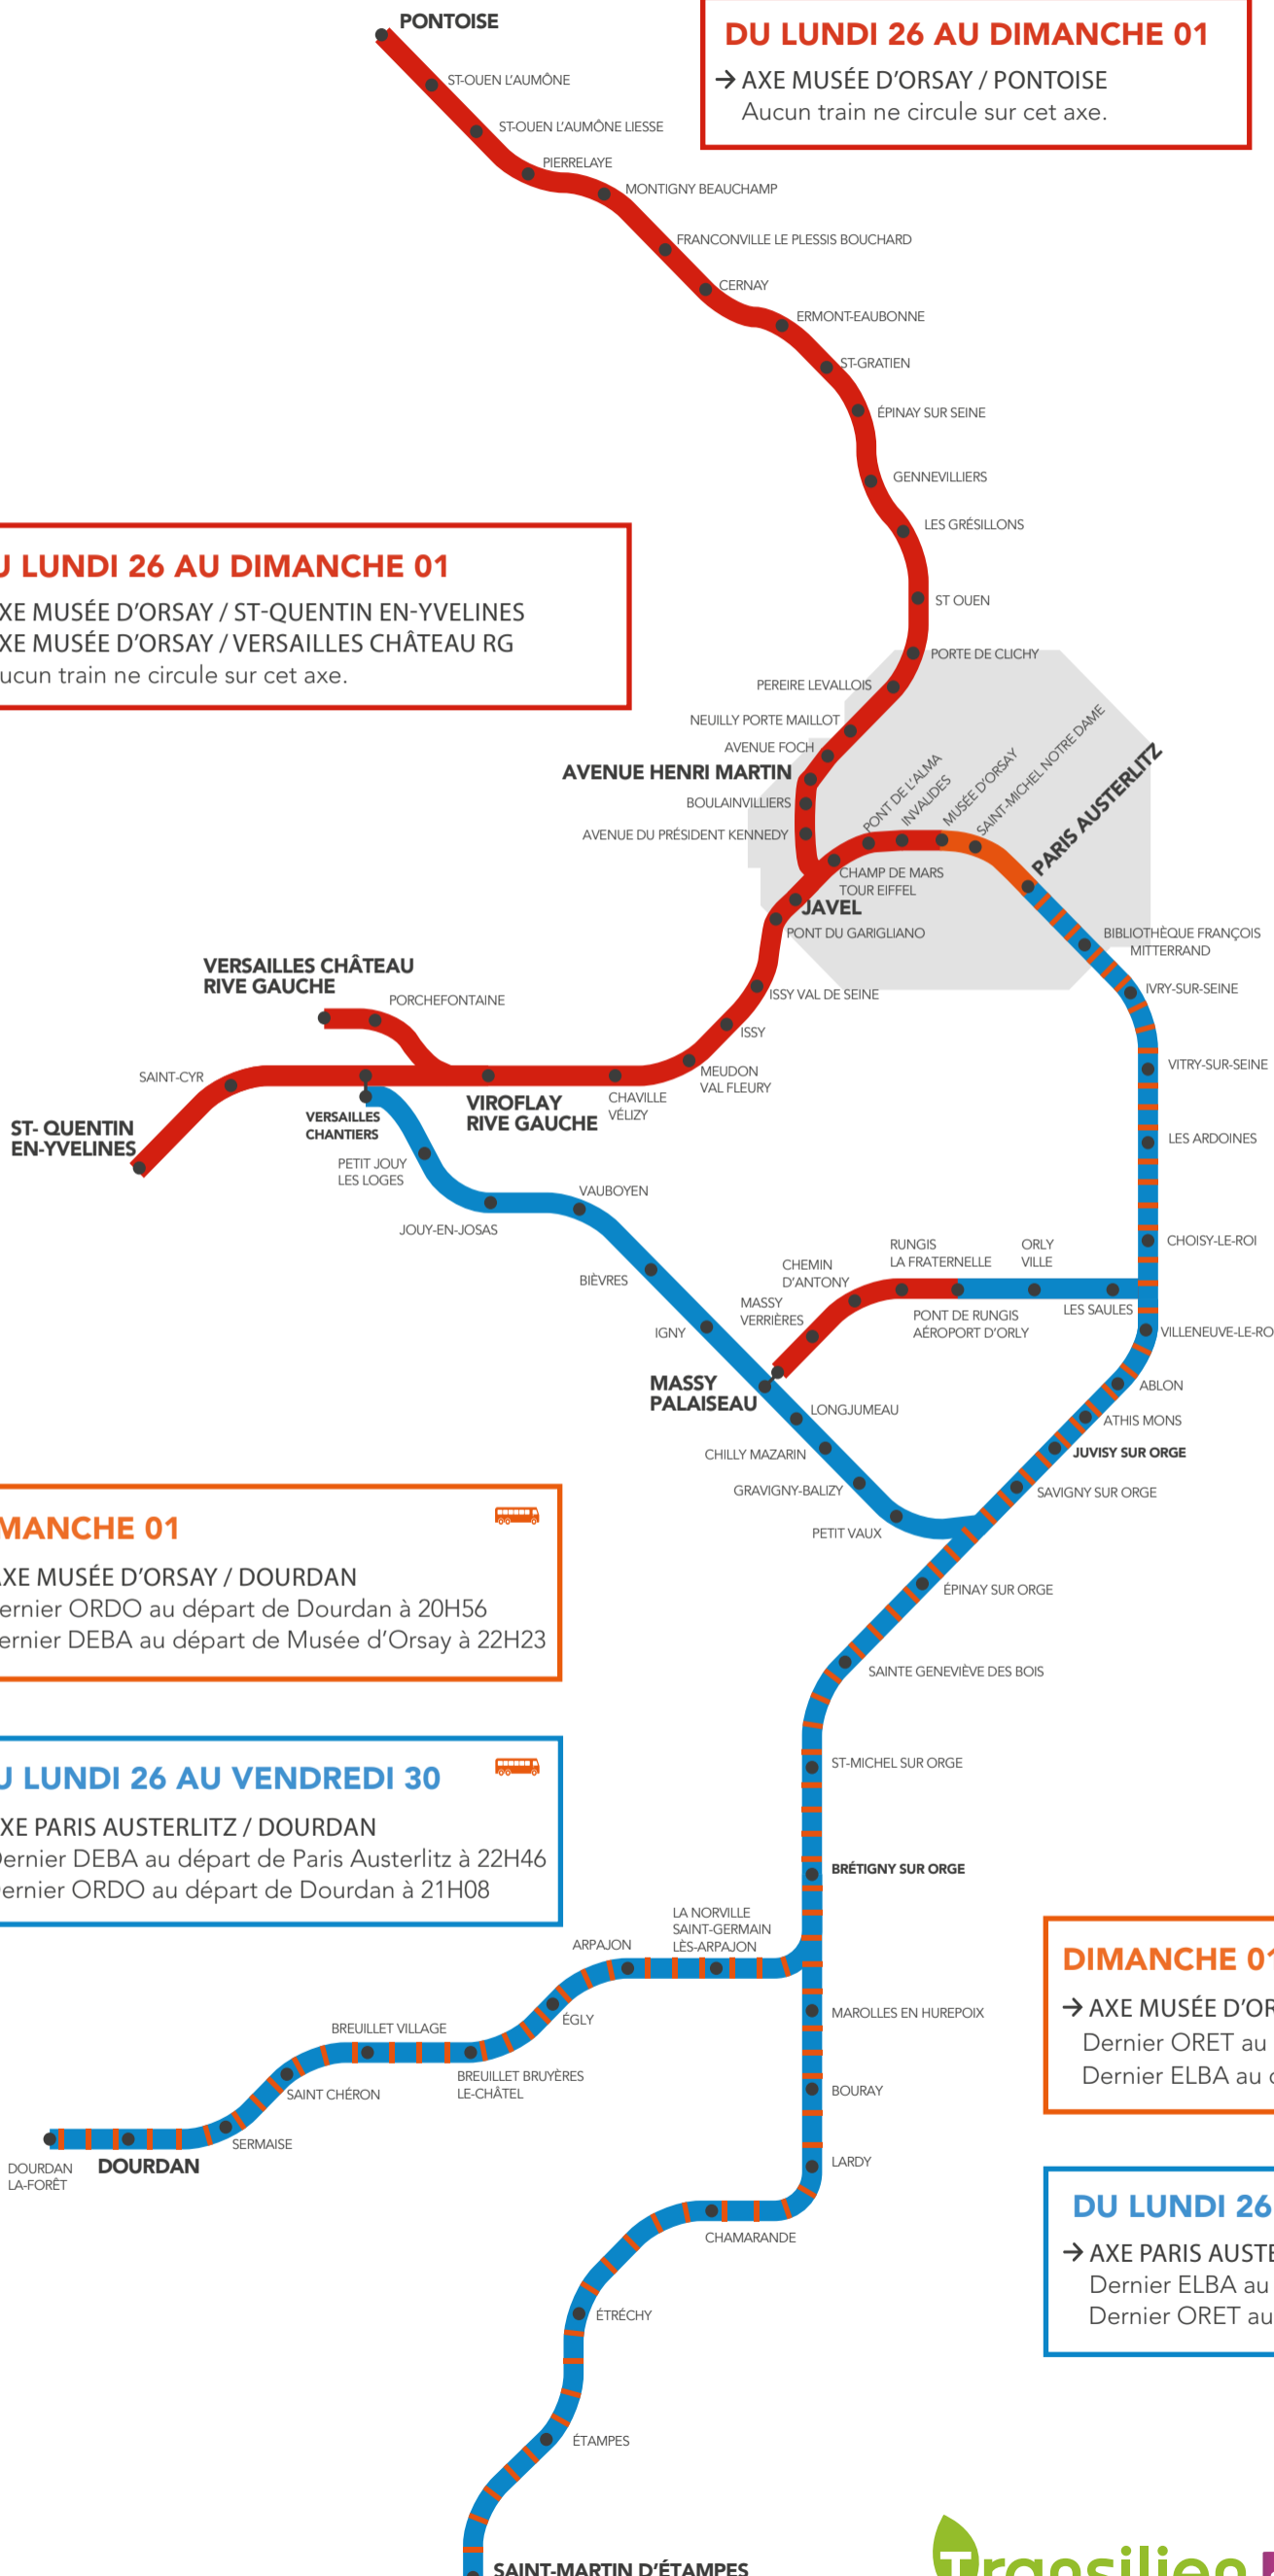 PONTOISE
DU LUNDI 26 AU DIMANCHE 01
→ AXE MUSÉE D'ORSAY / PONTOISE
Aucun train ne circule sur cet axe.
ST-OUEN L'AUMÔNE
ST-OUEN L'AUMÔNE LIESSE
PIERRELAYE
MONTIGNY BEAUCHAMP
FRANCONVILLE LE PLESSIS BOUCHARD
CERNAY
ERMONT-EAUBONNE
ST-GRATIEN
ÉPINAY SUR SEINE
GENNEVILLIERS
LES GRÉSILLONS
U LUNDI 26 AU DIMANCHE 01
XE MUSÉE D'ORSAY / ST-QUENTIN EN-YVELINES
XE MUSÉE D'ORSAY / VERSAILLES CHÂTEAU RG
ucun train ne circule sur cet axe.
ST OUEN
PORTE DE CLICHY
PEREIRE LEVALLOIS
NEUILLY PORTE MAILLOT
AVENUE FOCH
AVENUE HENRI MARTIN
BOULAINVILLIERS
AVENUE DU PRÉSIDENT KENNEDY
PONT DE L'ALMA
INVALIDES
MUSÉE D'ORSAY
SAINT-MICHEL NOTRE DAME
PARIS AUSTERLITZ
CHAMP DE MARS
TOUR EIFFEL
JAVEL
PONT DU GARIGLIANO
BIBLIOTHÈQUE FRANÇOIS
MITTERRAND
VERSAILLES CHÂTEAU
RIVE GAUCHE
PORCHEFONTAINE
ISSY VAL DE SEINE
IVRY-SUR-SEINE
ISSY
SAINT-CYR
MEUDON
VAL FLEURY
VITRY-SUR-SEINE
CHAVILLE
VÉLIZY
VIROFLAY
RIVE GAUCHE
VERSAILLES
CHANTIERS
ST- QUENTIN
EN-YVELINES
LES ARDOINES
PETIT JOUY
LES LOGES
VAUBOYEN
JOUY-EN-JOSAS
CHOISY-LE-ROI
RUNGIS
LA FRATERNELLE
ORLY
VILLE
CHEMIN
D'ANTONY
BIÈVRES
MASSY
VERRIÈRES
LES SAULES
PONT DE RUNGIS
AÉROPORT D'ORLY
IGNY
VILLENEUVE-LE-RO
MASSY
PALAISEAU
ABLON
LONGJUMEAU
ATHIS MONS
CHILLY MAZARIN
JUVISY SUR ORGE
GRAVIGNY-BALIZY
SAVIGNY SUR ORGE
PETIT VAUX
MANCHE 01
AXE MUSÉE D'ORSAY / DOURDAN
ernier ORDO au départ de Dourdan à 20H56
ernier DEBA au départ de Musée d'Orsay à 22H23
ÉPINAY SUR ORGE
SAINTE GENEVIÈVE DES BOIS
U LUNDI 26 AU VENDREDI 30
XE PARIS AUSTERLITZ / DOURDAN
Dernier DEBA au départ de Paris Austerlitz à 22H46
ernier ORDO au départ de Dourdan à 21H08
ST-MICHEL SUR ORGE
BRÉTIGNY SUR ORGE
LA NORVILLE
SAINT-GERMAIN
LÈS-ARPAJON
ARPAJON
ÉGLY
BREUILLET VILLAGE
BREUILLET BRUYÈRES
LE-CHÂTEL
SAINT CHÉRON
SERMAISE
DOURDAN
LA-FORÊT
DOURDAN
MAROLLES EN HUREPOIX
BOURAY
LARDY
DIMANCHE 01
→ AXE MUSÉE D'OR
Dernier ORET au
Dernier ELBA au
DU LUNDI 26
→ AXE PARIS AUSTE
Dernier ELBA au
Dernier ORET au
CHAMARANDE
ÉTRÉCHY
ÉTAMPES
SAINT-MARTIN D'ÉTAMPES
Transilien